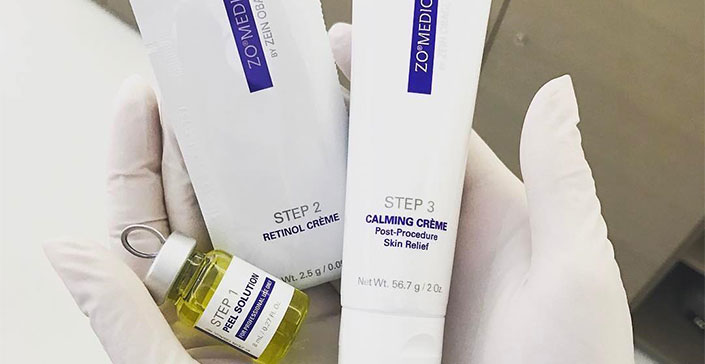 ZO®MEDIC
BY ZEIN OBA
STEP 2
RETINOL CRÈME
Wt. 2.5 g / 0.0
ZO®MEDIC
STEP 3
CALMING CRÈME
Post-Procedure
Skin Relief
Net Wt. 56.7 g / 2 Oz
STEP 1
PEEL SOLUTION
FOR PROFESSIONAL USE ONLY